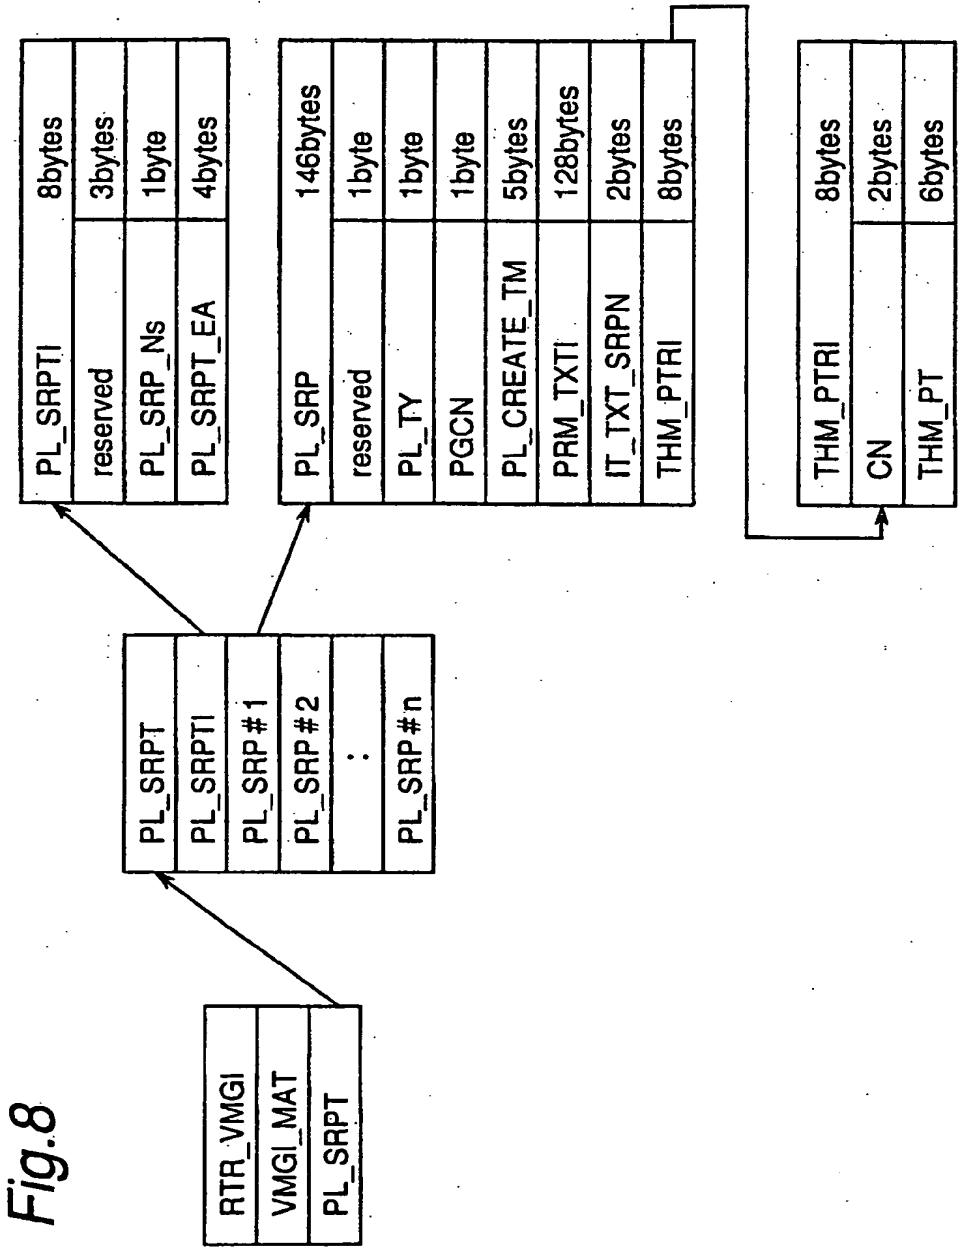 Fig.8
RTR_VMGI
VMGI_MAT
PL_SRPT
PL_SRPT
PL_SRPTI
PL_SRP#1
PL_SRP#2
:
PL_SRP#n
PL_SRPTI 8bytes
reserved 3bytes
PL_SRP_Ns 1byte
PL_SRPT_EA 4bytes
PL_SRP 146bytes
reserved 1byte
PL_TY 1byte
PGCN 1byte
PL_CREATE_TM 5bytes
PRM_TXTI 128bytes
IT_TXT_SRPN 2bytes
THM_PTRI 8bytes
THM_PTRI 8bytes
CN 2bytes
THM_PT 6bytes